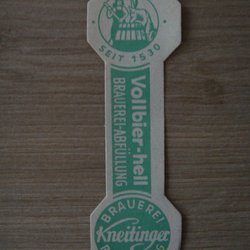 SEIT 1530
Vollbier-hell
BRAUEREI-ABFÜLLUNG
BRAUEREI
Kneitinger